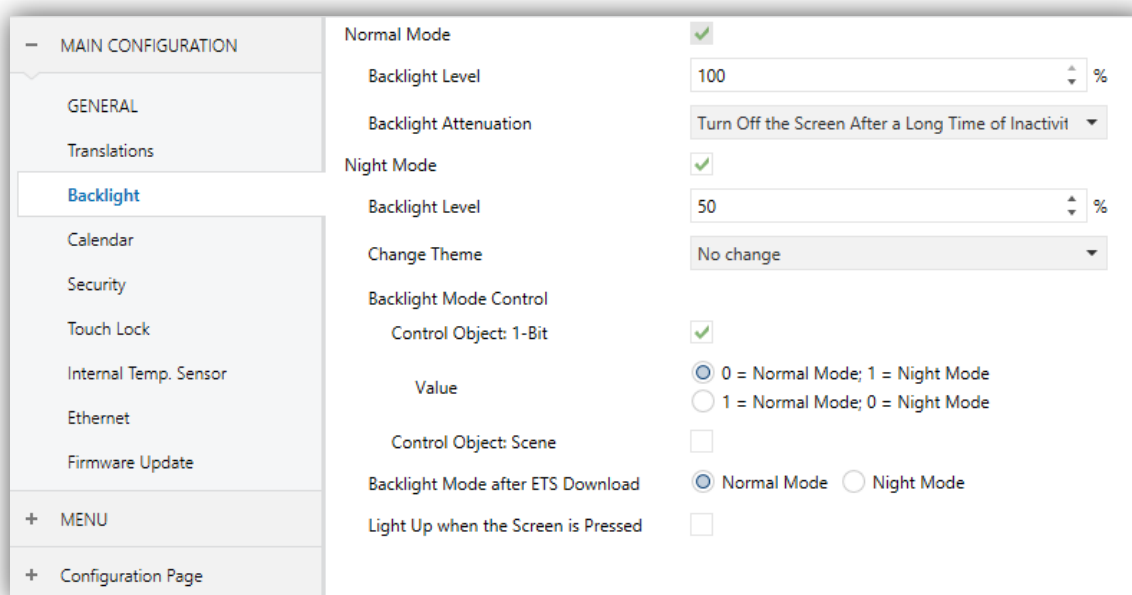 MAIN CONFIGURATION
GENERAL
Translations
Backlight
Calendar
Security
Touch Lock
Internal Temp. Sensor
Ethernet
Firmware Update
MENU
Configuration Page
Normal Mode
Backlight Level 100 %
Backlight Attenuation Turn Off the Screen After a Long Time of Inactivit
Night Mode
Backlight Level 50 %
Change Theme No change
Backlight Mode Control
Control Object: 1-Bit
Value 0 = Normal Mode; 1 = Night Mode
1 = Normal Mode; 0 = Night Mode
Control Object: Scene
Backlight Mode after ETS Download Normal Mode Night Mode
Light Up when the Screen is Pressed